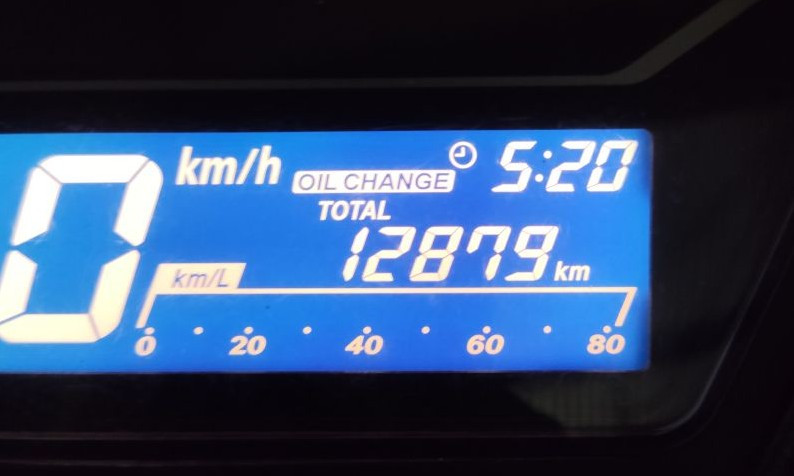 0 km/h OIL CHANGE 5:20
TOTAL
12879 km
km/L
0 20 40 60 80